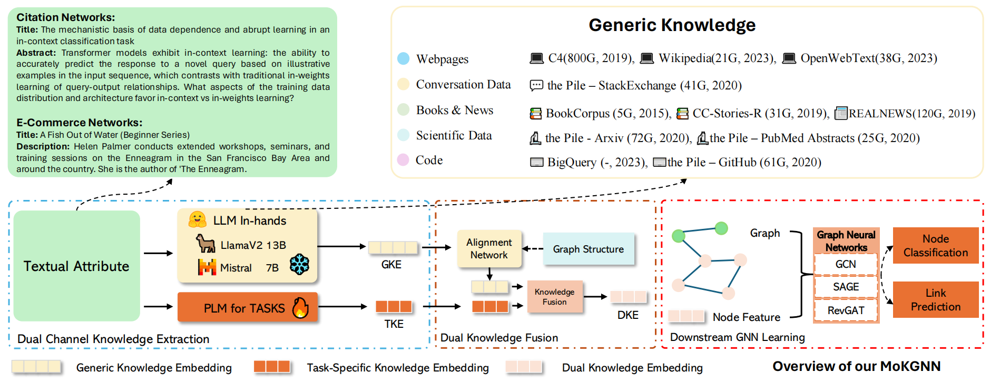 Citation Networks:
Title: The mechanistic basis of data dependence and abrupt learning in an
in-context classification task
Abstract: Transformer models exhibit in-context learning: the ability to
accurately predict the response to a novel query based on illustrative
examples in the input sequence, which contrasts with traditional in-weights
learning of query-output relationships. What aspects of the training data
distribution and architecture favor in-context vs in-weights learning?
E-Commerce Networks:
Title: A Fish Out of Water (Beginner Series)
Description: Helen Palmer conducts extended workshops, seminars, and
training sessions on the Enneagram in the San Francisco Bay Area and
around the country. She is the author of 'The Enneagram.
Generic Knowledge
Webpages C4(800G, 2019), Wikipedia(21G, 2023), OpenWebText(38G, 2023)
Conversation Data the Pile – StackExchange (41G, 2020)
Books & News BookCorpus (5G, 2015), CC-Stories-R (31G, 2019), REALNEWS(120G, 2019)
Scientific Data the Pile - Arxiv (72G, 2020), the Pile – PubMed Abstracts (25G, 2020)
Code BigQuery (-, 2023), the Pile – GitHub (61G, 2020)
Textual Attribute
LLM In-hands
LlamaV2 13B
Mistral 7B
PLM for TASKS
GKE
TKE
Dual Channel Knowledge Extraction
Alignment
Network
Graph Structure
Knowledge
Fusion
DKE
Dual Knowledge Fusion
Graph
Node Feature
Graph Neural
Networks
GCN
SAGE
RevGAT
Node
Classification
Link
Prediction
Downstream GNN Learning
Generic Knowledge Embedding
Task-Specific Knowledge Embedding
Dual Knowledge Embedding
Overview of our MoKGNN